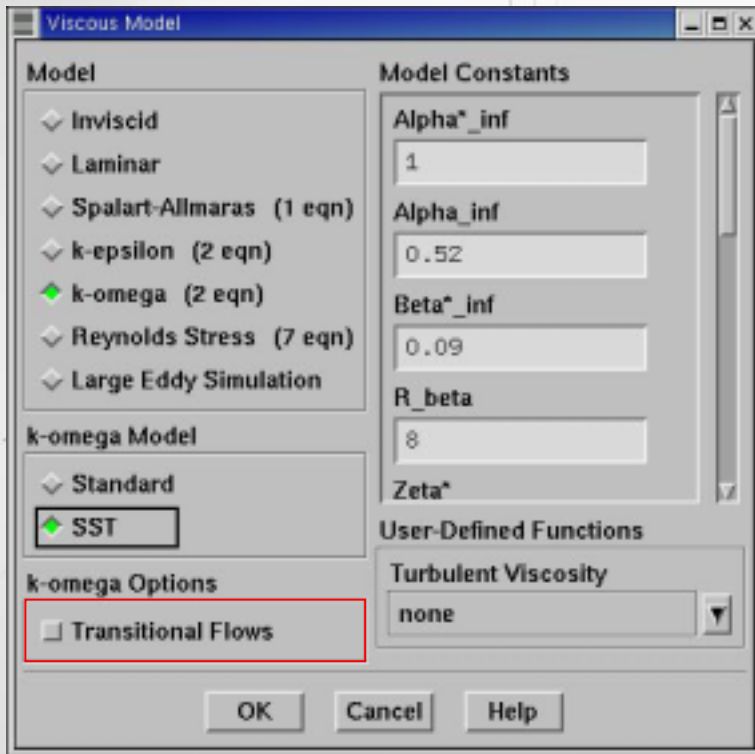 Viscous Model
Model
Inviscid
Laminar
Spalart-Allmaras (1 eqn)
k-epsilon (2 eqn)
k-omega (2 eqn)
Reynolds Stress (7 eqn)
Large Eddy Simulation
k-omega Model
Standard
SST
k-omega Options
Transitional Flows
Model Constants
Alpha*_inf
1
Alpha_inf
0.52
Beta*_inf
0.09
R_beta
8
Zeta*
User-Defined Functions
Turbulent Viscosity
none
OK Cancel Help